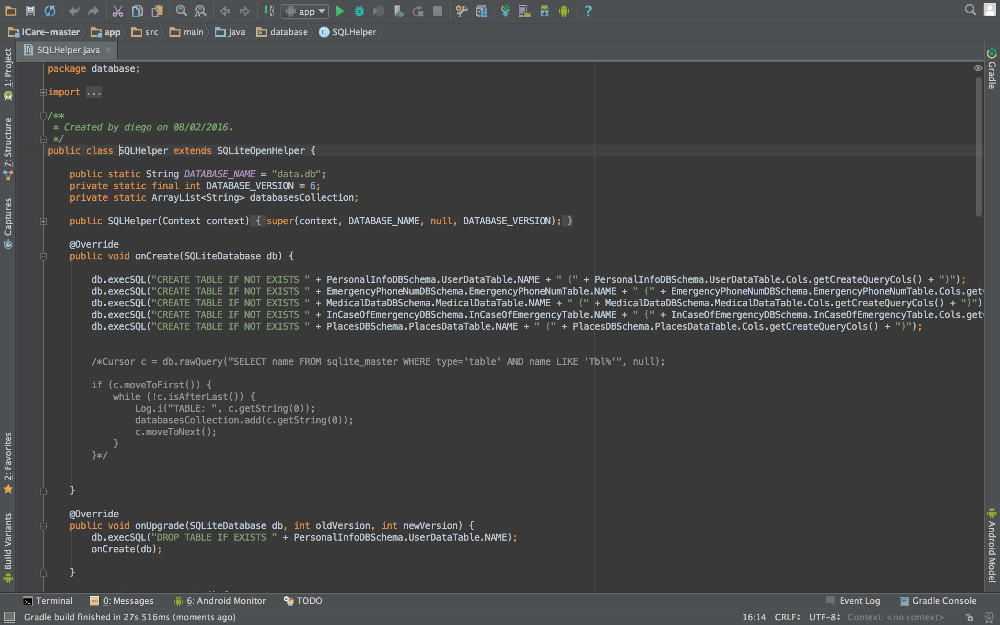 app
?
iCare-master app src main java database SQLHelper
SQLHelper.java
1: Project
7: Structure
Captures
2: Favorites
Build Variants
package database;
import ...
/**
* Created by diego on 08/02/2016.
*/
public class SQLHelper extends SQLiteOpenHelper {
public static String DATABASE_NAME = "data.db";
private static final int DATABASE_VERSION = 6;
private static ArrayList<String> databasesCollection;
public SQLHelper(Context context) { super(context, DATABASE_NAME, null, DATABASE_VERSION); }
@Override
public void onCreate(SQLiteDatabase db) {
db.execSQL("CREATE TABLE IF NOT EXISTS " + PersonalInfoDBSchema.UserDataTable.NAME + " (" + PersonalInfoDBSchema.UserDataTable.Cols.getCreateQueryCols() + ")");
db.execSQL("CREATE TABLE IF NOT EXISTS " + EmergencyPhoneNumDBSchema.EmergencyPhoneNumTable.NAME + " (" + EmergencyPhoneNumDBSchema.EmergencyPhoneNumTable.Cols.get
db.execSQL("CREATE TABLE IF NOT EXISTS " + MedicalDataDBSchema.MedicalDataTable.NAME + " (" + MedicalDataDBSchema.MedicalDataTable.Cols.getCreateQueryCols() + ")")
db.execSQL("CREATE TABLE IF NOT EXISTS " + InCaseOfEmergencyDBSchema.InCaseOfEmergencyTable.NAME + " (" + InCaseOfEmergencyDBSchema.InCaseOfEmergencyTable.Cols.get
db.execSQL("CREATE TABLE IF NOT EXISTS " + PlacesDBSchema.PlacesDataTable.NAME + " (" + PlacesDBSchema.PlacesDataTable.Cols.getCreateQueryCols() + ")");
/*Cursor c = db.rawQuery("SELECT name FROM sqlite_master WHERE type='table' AND name LIKE 'Tbl%'", null);
if (c.moveToFirst()) {
while (!c.isAfterLast()) {
Log.i("TABLE: ", c.getString(0));
databasesCollection.add(c.getString(0));
c.moveToNext();
}
}*/
}
@Override
public void onUpgrade(SQLiteDatabase db, int oldVersion, int newVersion) {
db.execSQL("DROP TABLE IF EXISTS " + PersonalInfoDBSchema.UserDataTable.NAME);
onCreate(db);
}
Gradle
Android Model
Terminal 0: Messages 6: Android Monitor TODO Event Log Gradle Console
Gradle build finished in 27s 516ms (moments ago) 16:14 CRLF UTF-8 Context: <no context>